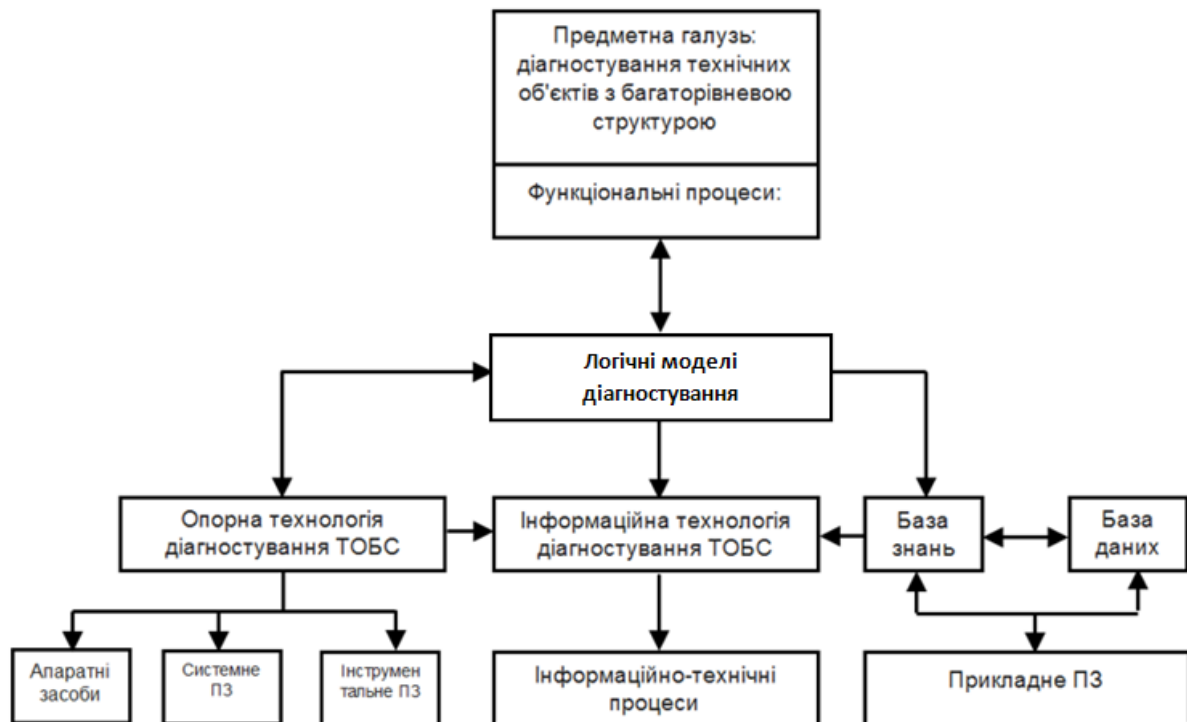 Предметна галузь:
діагностування технічних
об'єктів з багаторівневою
структурою
Функціональні процеси:
Логічні моделі
діагностування
Опорна технологія
діагностування ТОБС
Інформаційна технологія
діагностування ТОБС
База
знань
База
даних
Апаратні
засоби
Системне
ПЗ
Інструмен
тальне ПЗ
Інформаційно-технічні
процеси
Прикладне ПЗ